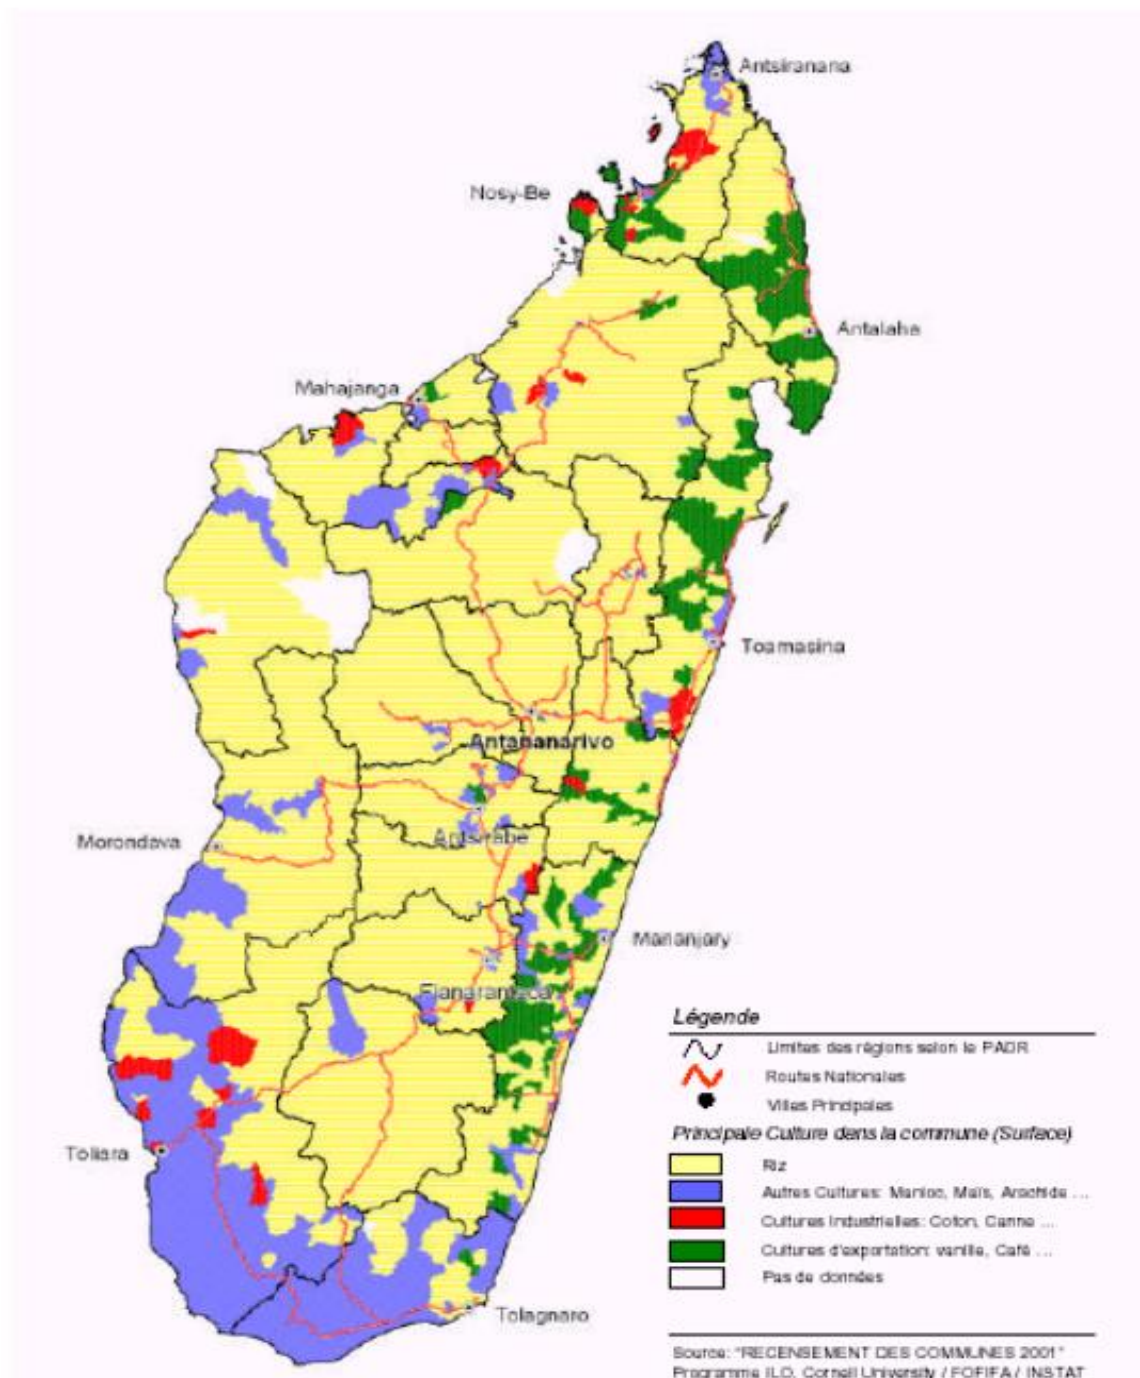 Antsiranana
Nosy-Be
Antalaha
Mahajanga
Toamasina
Antananarivo
Antsirabe
Morondava
Mananjary
Fianarantsoa
Toliara
Tolagnaro
Légende
Limites des régions selon le PADR
Routes Nationales
Villes Principales
Principale Culture dans la commune (Surface)
Riz
Autres Cultures: Manioc, Maïs, Arachide ...
Cultures Industrielles: Coton, Canne ...
Cultures d'exportation: vanille, Café ...
Pas de données
Source: "RECENSEMENT DES COMMUNES 2001"
Programme ILO, Cornell University / FOFIFA / INSTAT